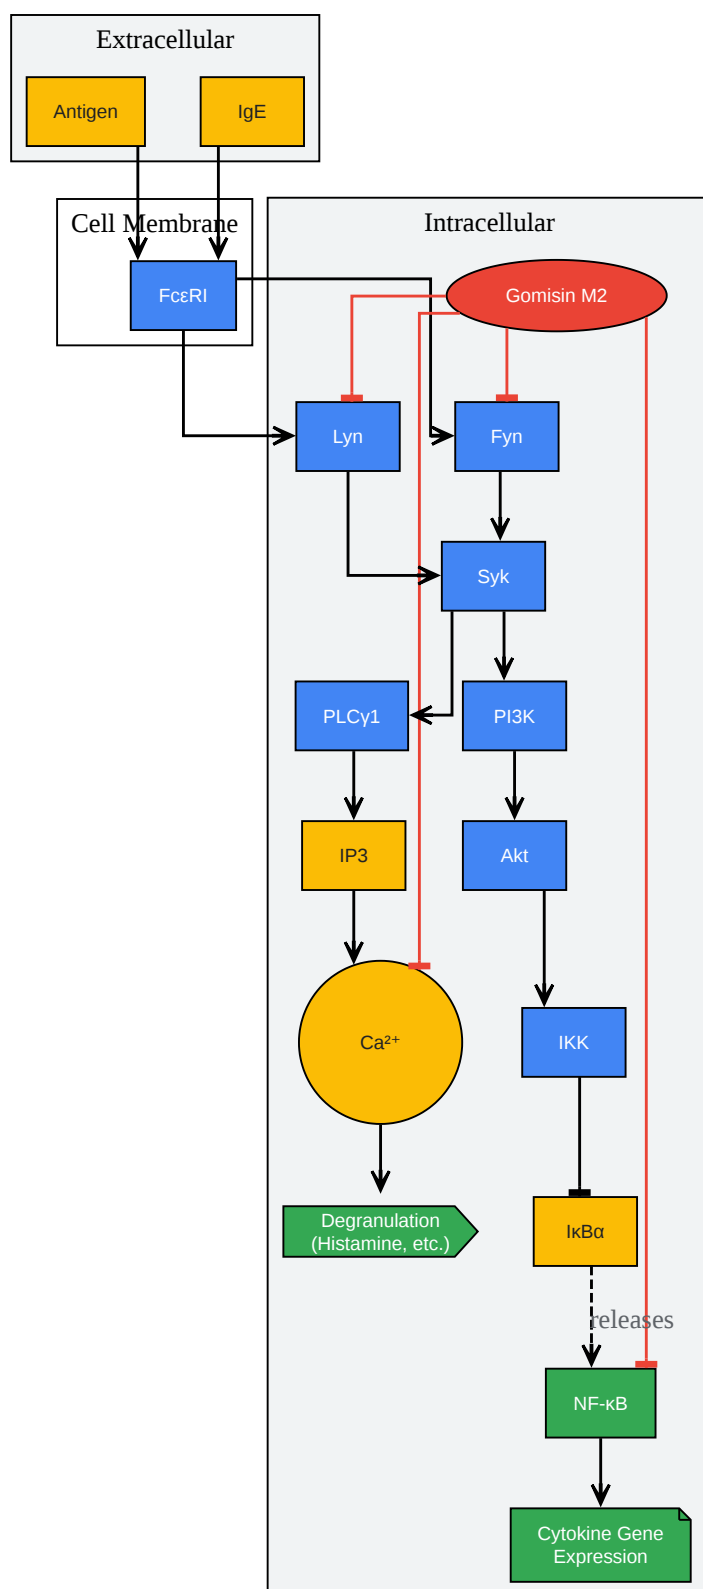 Extracellular
Antigen
IgE
Cell Membrane
Intracellular
FcεRI
Gomisin M2
Lyn
Fyn
Syk
PLCγ1
PI3K
IP3
Akt
Ca²⁺
IKK
Degranulation
(Histamine, etc.)
IκBα
releases
NF-κB
Cytokine Gene
Expression